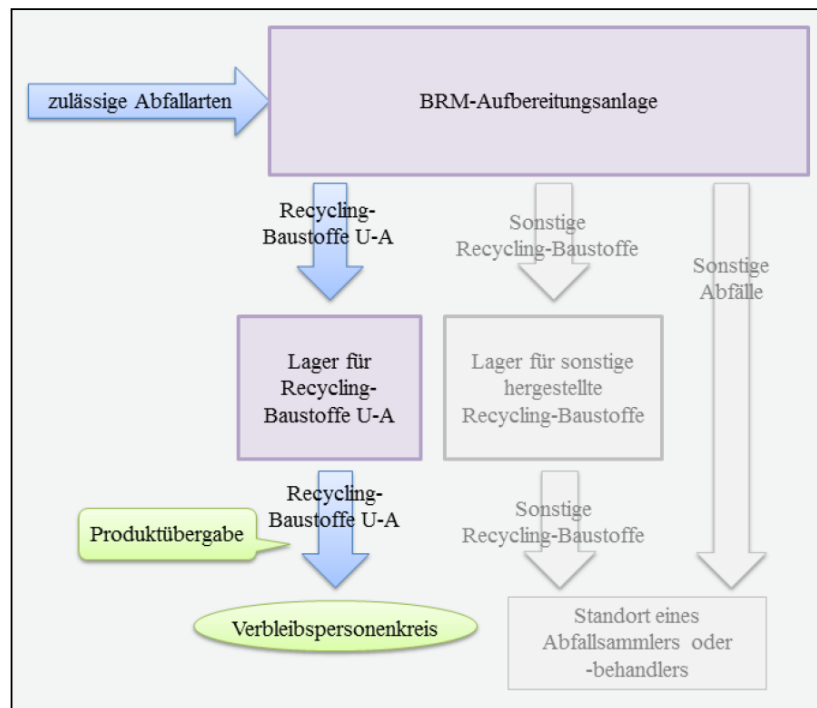 zulässige Abfallarten
BRM-Aufbereitungsanlage
Recycling-
Baustoffe U-A
Sonstige
Recycling-Baustoffe
Sonstige
Abfälle
Lager für
Recycling-
Baustoffe U-A
Lager für sonstige
hergestellte
Recycling-Baustoffe
Recycling-
Baustoffe U-A
Sonstige
Recycling-Baustoffe
Produktübergabe
Verbleibspersonenkreis
Standort eines
Abfallsammlers oder
-behandlers